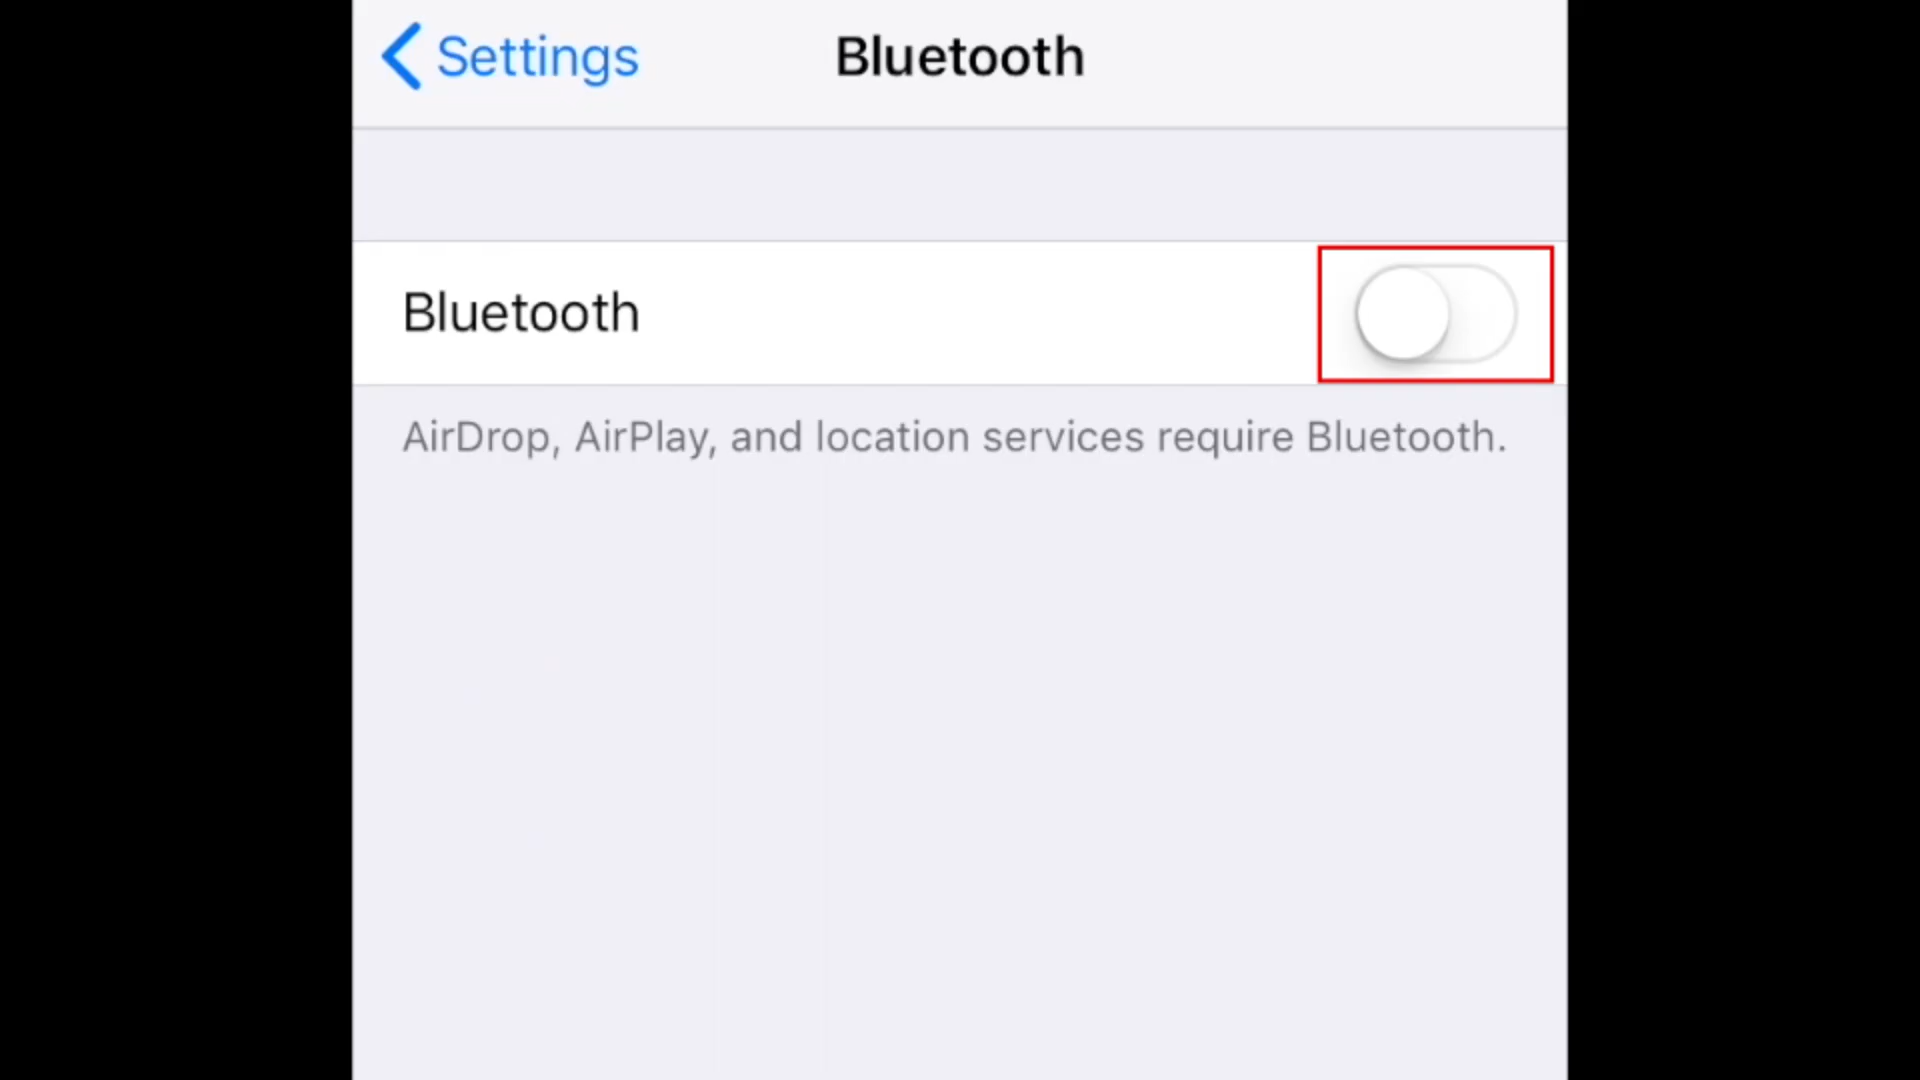 Settings
Bluetooth
Bluetooth
AirDrop, AirPlay, and location services require Bluetooth.